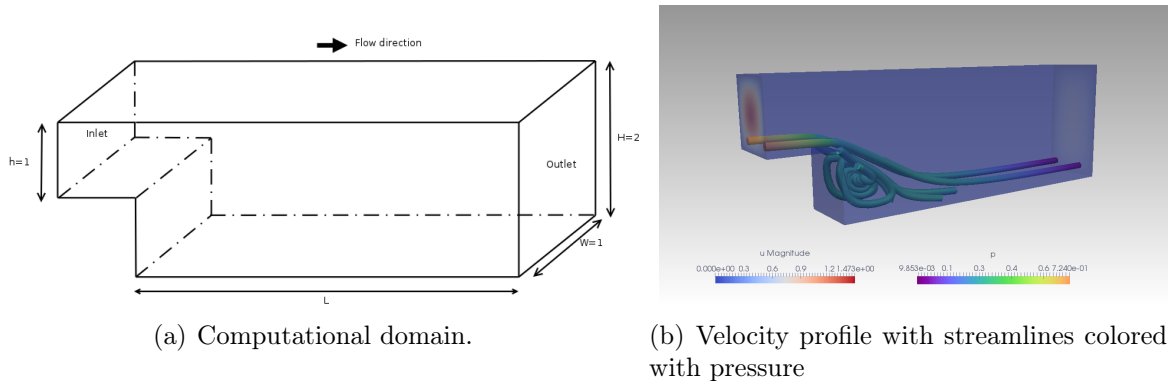 Flow direction
Inlet
h=1
H=2
Outlet
W=1
L
(a) Computational domain.
u Magnitude
0.000e+00 0.3 0.6 0.9 1.2 1.473e+00
p
9.853e-03 0.1 0.3 0.4 0.6 7.240e-01
(b) Velocity profile with streamlines colored
with pressure